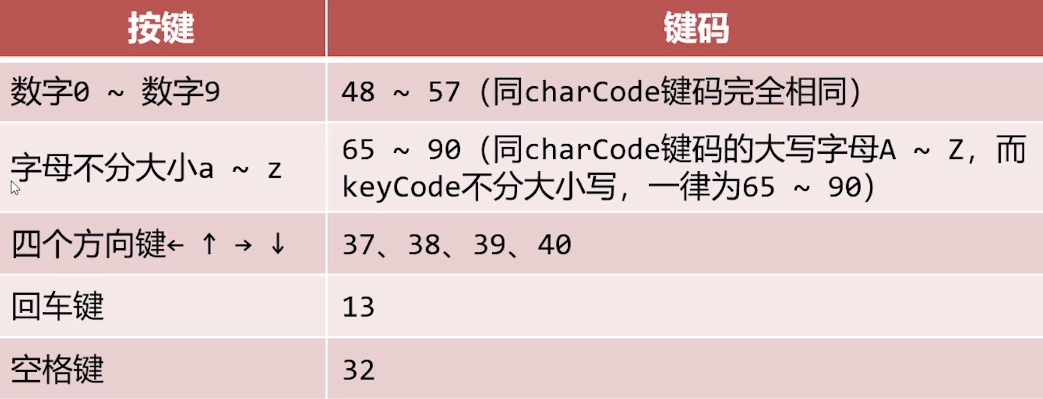 按键 键码
数字0 ~ 数字9 48 ~ 57（同charCode键码完全相同）
字母不分大小a ~ z 65 ~ 90（同charCode键码的大写字母A ~ Z，而
keyCode不分大小写，一律为65 ~ 90）
四个方向键← ↑ → ↓ 37、38、39、40
回车键 13
空格键 32